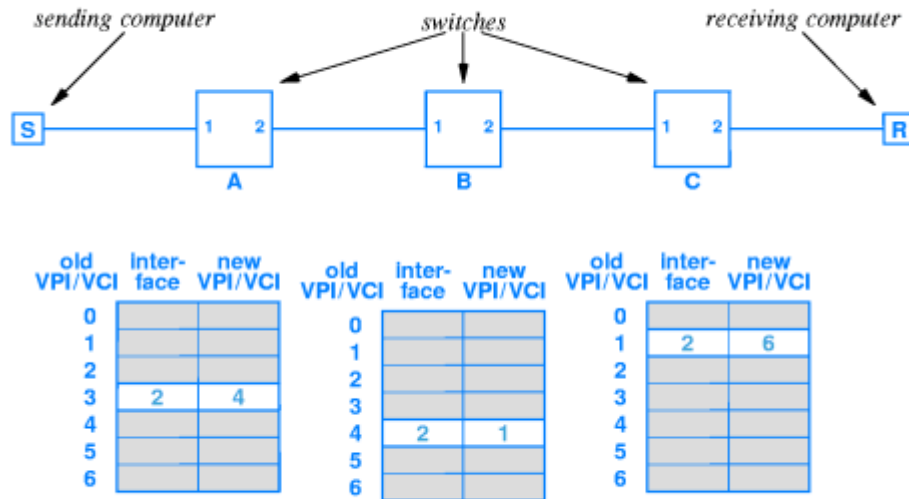 sending computer
switches
receiving computer
S
1 2
1 2
1 2
R
A
B
C
old inter- new
VPI/VCI face VPI/VCI
0
1
2
3 2 4
4
5
6
old inter- new
VPI/VCI face VPI/VCI
0
1
2
3
4 2 1
5
6
old inter- new
VPI/VCI face VPI/VCI
0
1 2 6
2
3
4
5
6